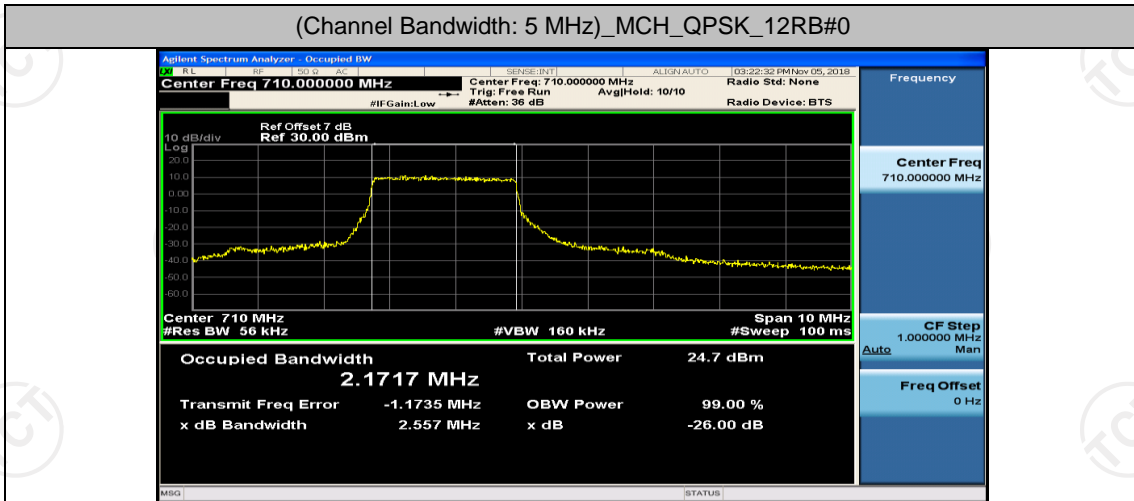 (Channel Bandwidth: 5 MHz)_MCH_QPSK_12RB#0
Agilent Spectrum Analyzer - Occupied BW
LXI RL RF 50 Ω AC SENSE:INT ALIGN AUTO 03:22:32 PM Nov 05, 2018
Center Freq 710.000000 MHz
Center Freq: 710.000000 MHz Radio Std: None
Trig: Free Run Avg|Hold: 10/10
#IFGain:Low #Atten: 36 dB Radio Device: BTS
Frequency
Ref Offset 7 dB
10 dB/div Ref 30.00 dBm
Log
20.0
10.0
0.00
-10.0
-20.0
-30.0
-40.0
-50.0
-60.0
Center Freq
710.000000 MHz
Center 710 MHz Span 10 MHz
#Res BW 56 kHz #VBW 160 kHz #Sweep 100 ms
CF Step
1.000000 MHz
Auto Man
Occupied Bandwidth Total Power 24.7 dBm
2.1717 MHz
Freq Offset
0 Hz
Transmit Freq Error -1.1735 MHz OBW Power 99.00 %
x dB Bandwidth 2.557 MHz x dB -26.00 dB
MSG STATUS
TCT
TCT